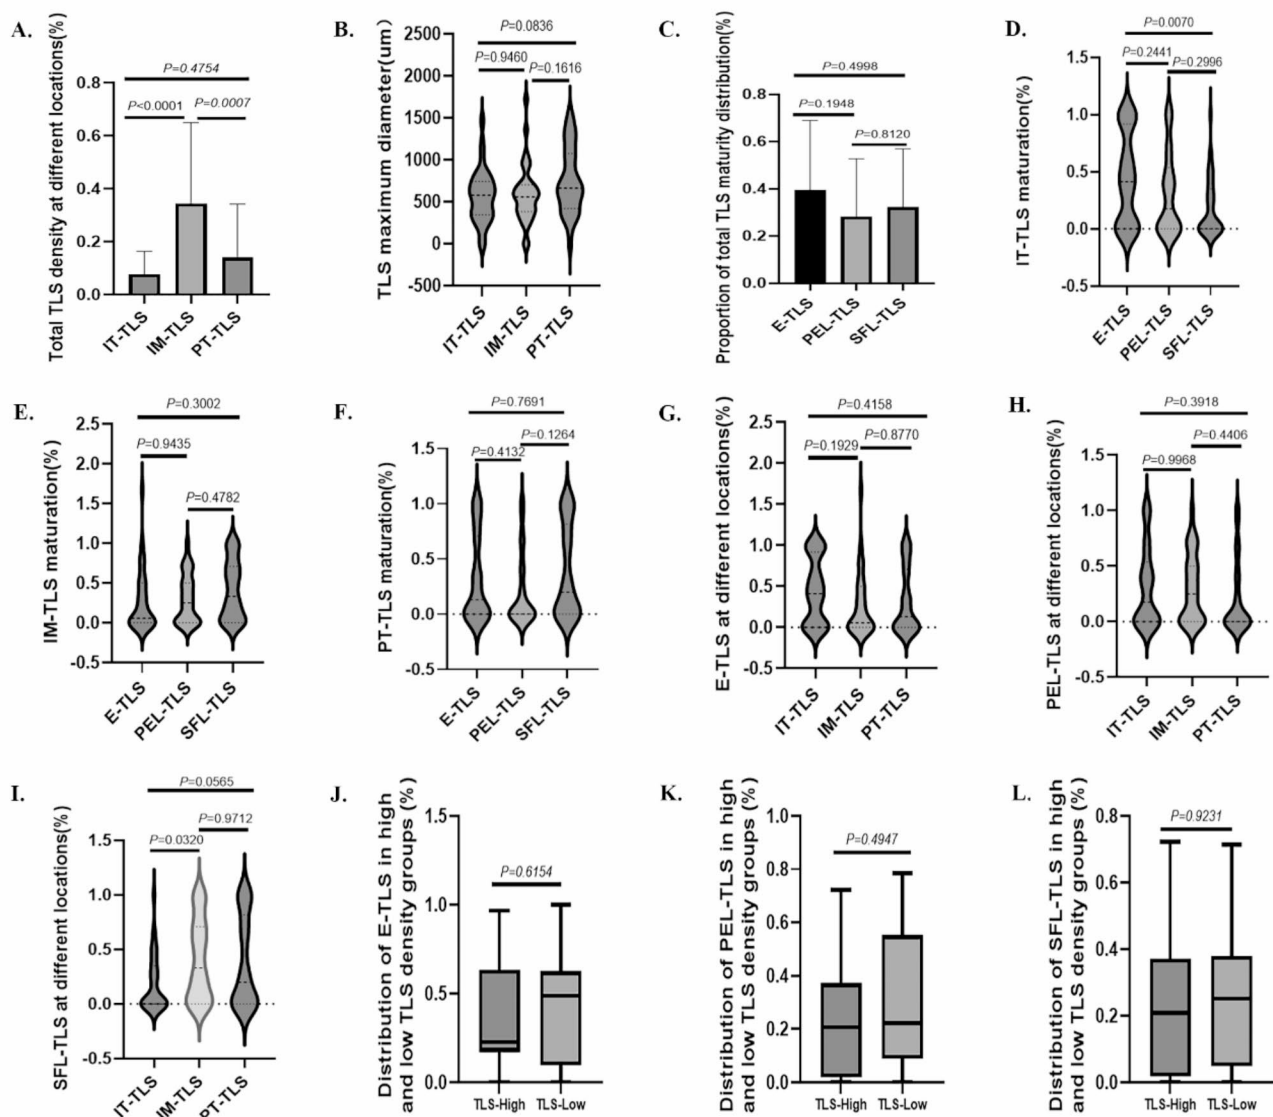 A.
Total TLS density at different locations(%)
P=0.4754
P<0.0001
P=0.0007
0.8
0.6
0.4
0.2
0.0
IT-TLS
IM-TLS
PT-TLS
B.
TLS maximum diameter(um)
P=0.0836
P=0.9460
P=0.1616
2500
2000
1500
1000
500
0
-500
IT-TLS
IM-TLS
PT-TLS
C.
Proportion of total TLS maturity distribution(%)
P=0.4998
P=0.1948
P=0.8120
0.8
0.6
0.4
0.2
0.0
E-TLS
PEL-TLS
SFL-TLS
D.
IT-TLS maturation(%)
P=0.0070
P=0.2441
P=0.2996
1.5
1.0
0.5
0.0
-0.5
E-TLS
PEL-TLS
SFL-TLS
E.
IM-TLS maturation(%)
P=0.3002
P=0.9435
P=0.4782
2.5
2.0
1.5
1.0
0.5
0.0
-0.5
E-TLS
PEL-TLS
SFL-TLS
F.
PT-TLS maturation(%)
P=0.7691
P=0.1264
P=0.4132
1.5
1.0
0.5
0.0
-0.5
E-TLS
PEL-TLS
SFL-TLS
G.
E-TLS at different locations(%)
P=0.4158
P=0.1929
P=0.8770
2.5
2.0
1.5
1.0
0.5
0.0
-0.5
IT-TLS
IM-TLS
PT-TLS
H.
PEL-TLS at different locations(%)
P=0.3918
P=0.4406
P=0.9968
1.5
1.0
0.5
0.0
-0.5
IT-TLS
IM-TLS
PT-TLS
I.
SFL-TLS at different locations(%)
P=0.0565
P=0.9712
P=0.0320
1.5
1.0
0.5
0.0
-0.5
IT-TLS
IM-TLS
PT-TLS
J.
Distribution of E-TLS in high
and low TLS density groups (%)
P=0.6154
1.5
1.0
0.5
0.0
TLS-High
TLS-Low
K.
Distribution of PEL-TLS in high
and low TLS density groups (%)
P=0.4947
1.0
0.8
0.6
0.4
0.2
0.0
TLS-High
TLS-Low
L.
Distribution of SFL-TLS in high
and low TLS density groups (%)
P=0.9231
0.8
0.6
0.4
0.2
0.0
TLS-High
TLS-Low